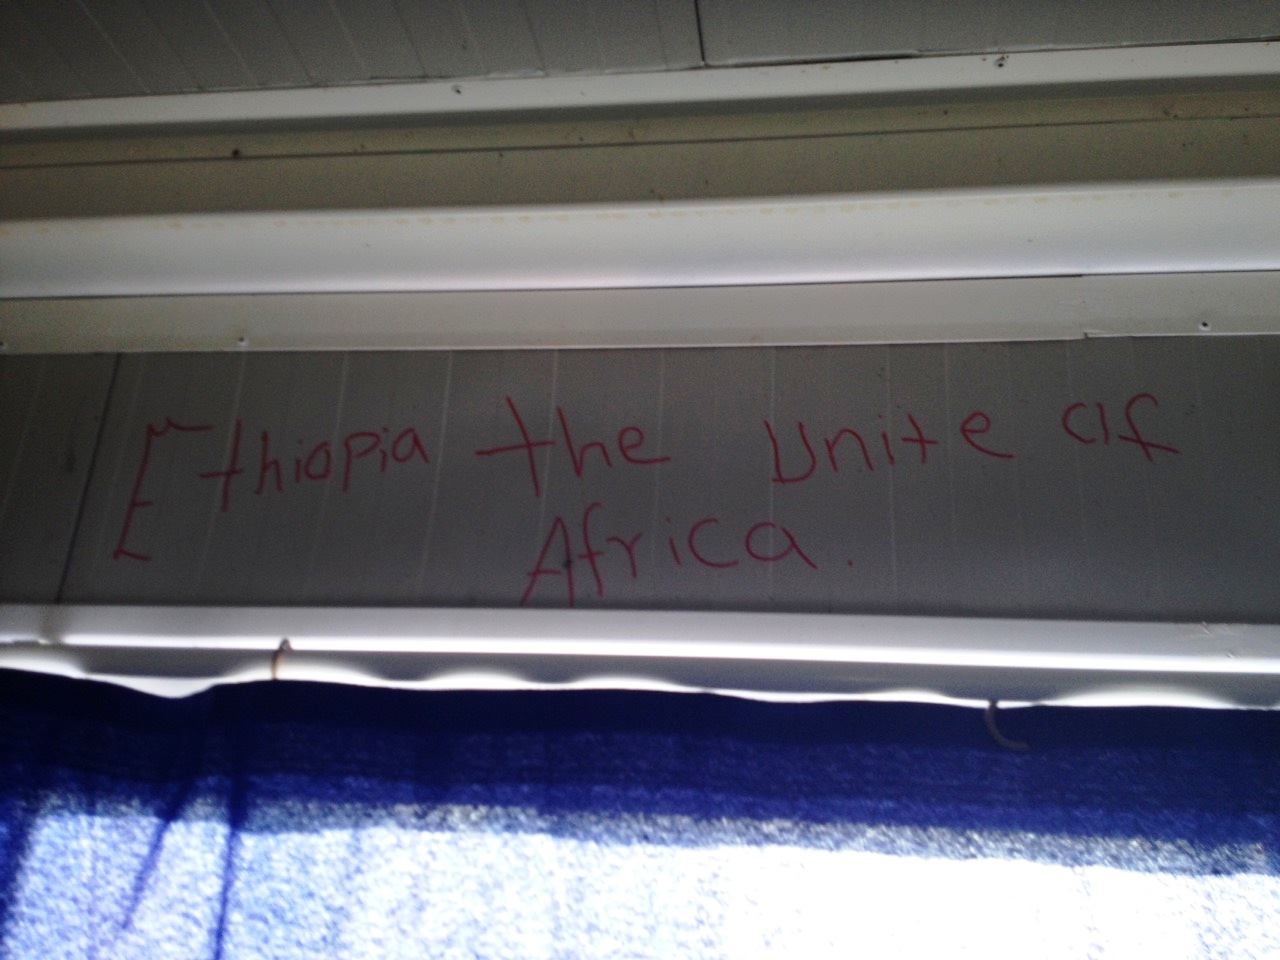 Ethiopia the unite of
Africa.